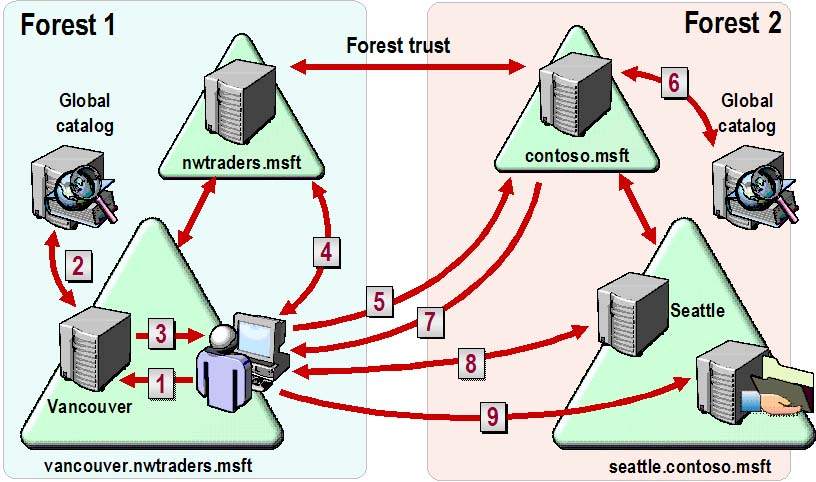 Forest 1
Forest 2
Forest trust
Global
catalog
nwtraders.msft
contoso.msft
6
Global
catalog
2
4
5
7
3
8
Seattle
1
Vancouver
9
vancouver.nwtraders.msft
seattle.contoso.msft